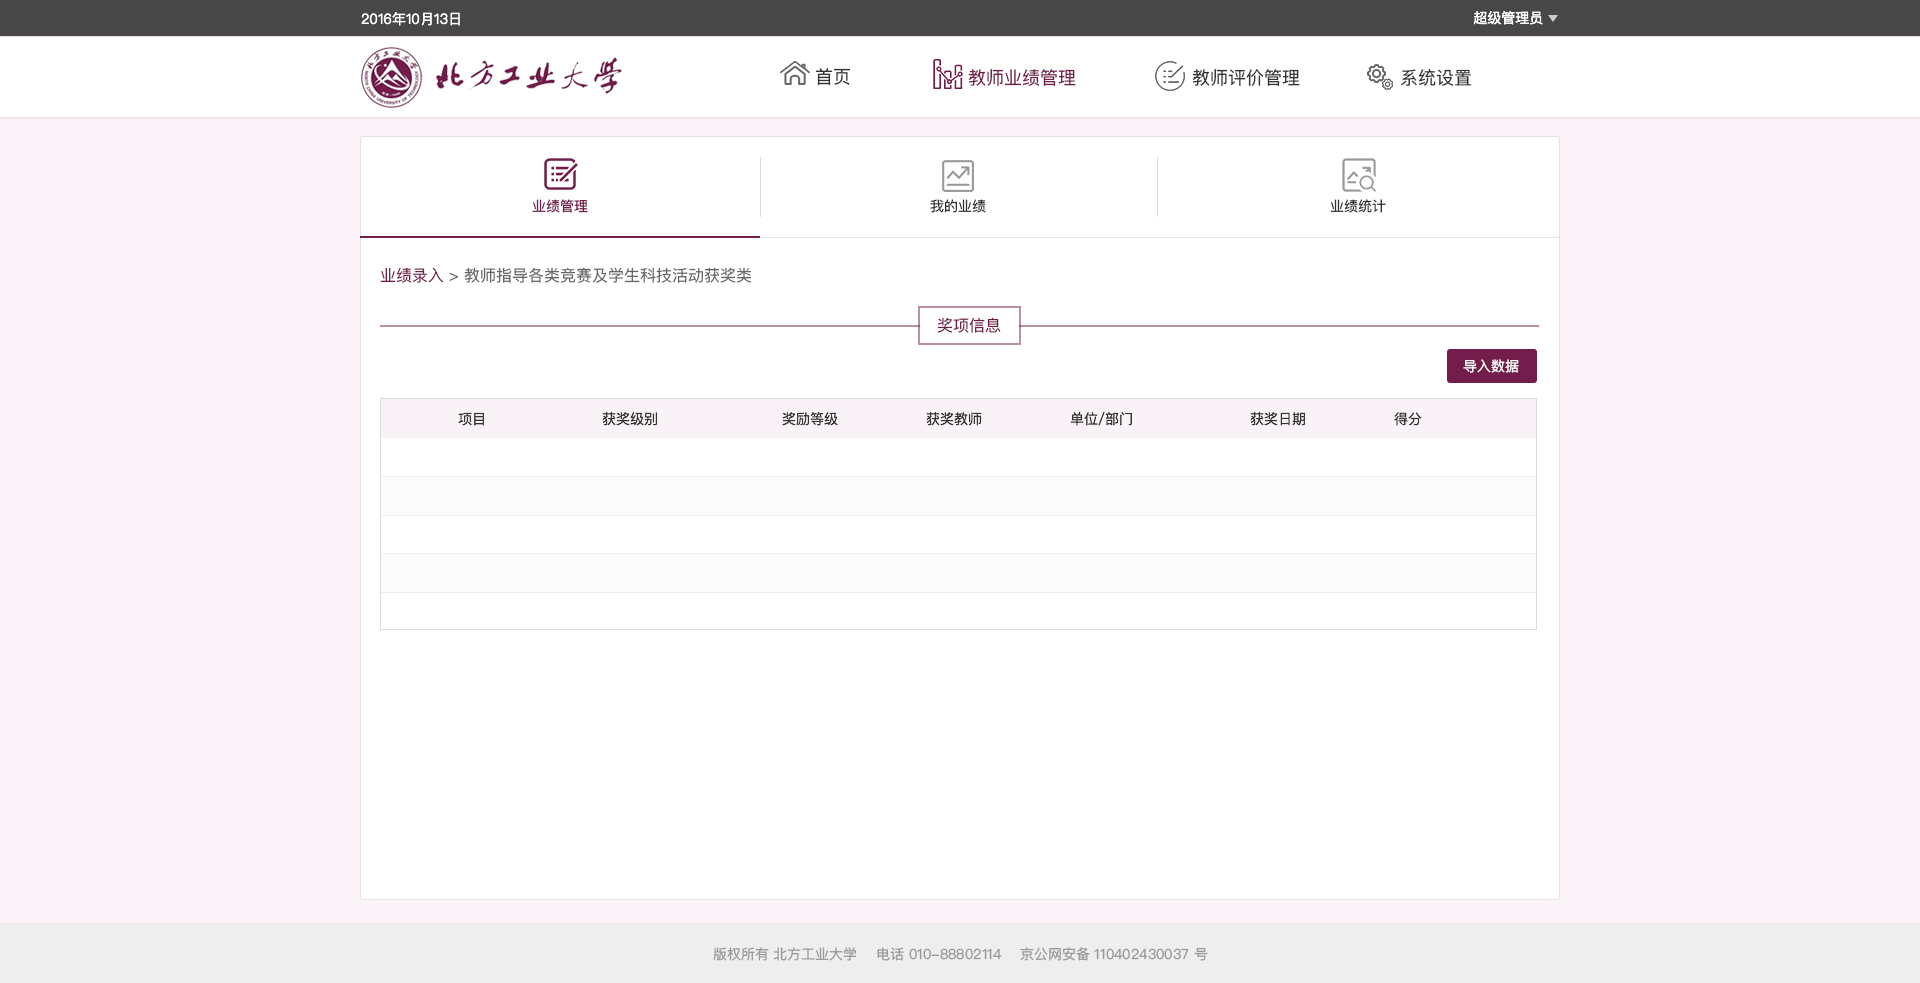 2016年10月13日
超级管理员
北方工业大学
首页
教师业绩管理
教师评价管理
系统设置
业绩管理
我的业绩
业绩统计
业绩录入 > 教师指导各类竞赛及学生科技活动获奖类
奖项信息
导入数据
项目
获奖级别
奖励等级
获奖教师
单位/部门
获奖日期
得分
版权所有 北方工业大学 电话 010-88802114 京公网安备 110402430037 号